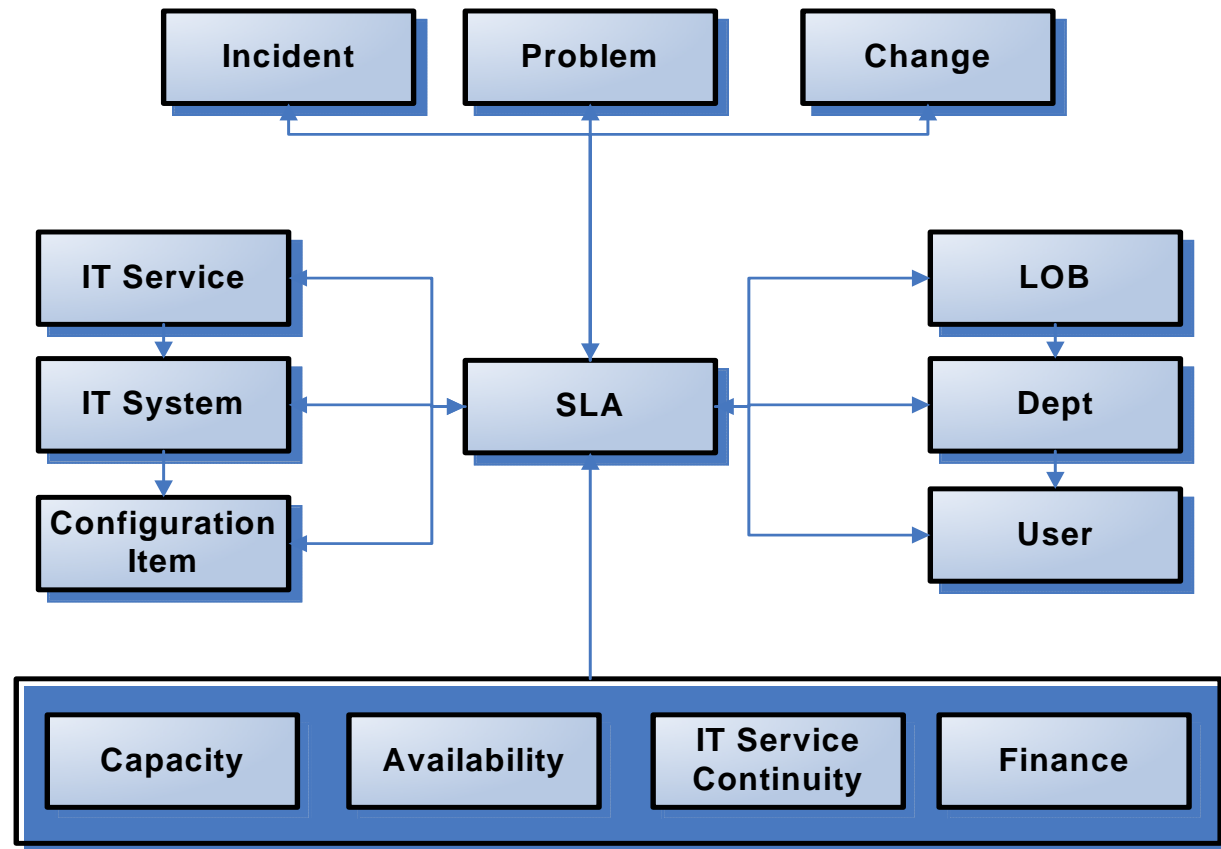 Incident
Problem
Change
IT Service
LOB
IT System
SLA
Dept
Configuration
Item
User
Capacity
Availability
IT Service
Continuity
Finance